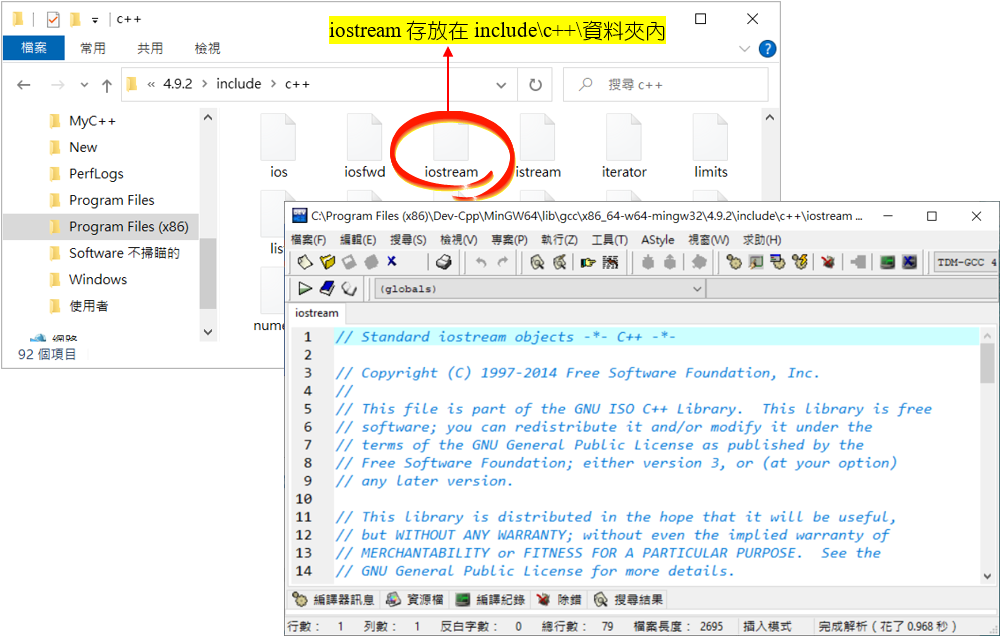 c++
iostream 存放在 include\c++\資料夾內
檔案 常用 共用 檢視
« 4.9.2 > include > c++
搜尋 c++
MyC++
New
PerfLogs
Program Files
Program Files (x86)
Software 不掃瞄的
Windows
使用者
網路
92 個項目
ios iosfwd iostream istream iterator limits
lis
nume
C:\Program Files (x86)\Dev-Cpp\MinGW64\lib\gcc\x86_64-w64-mingw32\4.9.2\include\c++\iostream ...
檔案(F) 編輯(E) 搜尋(S) 檢視(V) 專案(P) 執行(Z) 工具(T) AStyle 視窗(W) 求助(H)
TDM-GCC 4
(globals)
iostream
1 // Standard iostream objects -*- C++ -*-
2
3 // Copyright (C) 1997-2014 Free Software Foundation, Inc.
4 //
5 // This file is part of the GNU ISO C++ Library.  This library is free
6 // software; you can redistribute it and/or modify it under the
7 // terms of the GNU General Public License as published by the
8 // Free Software Foundation; either version 3, or (at your option)
9 // any later version.
10
11 // This library is distributed in the hope that it will be useful,
12 // but WITHOUT ANY WARRANTY; without even the implied warranty of
13 // MERCHANTABILITY or FITNESS FOR A PARTICULAR PURPOSE.  See the
14 // GNU General Public License for more details.
編譯器訊息 資源檔 編譯紀錄 除錯 搜尋結果
行數： 1 列數： 1 反白字數： 0 總行數： 79 檔案長度： 2695 插入模式 完成解析 ( 花了 0.968 秒 )